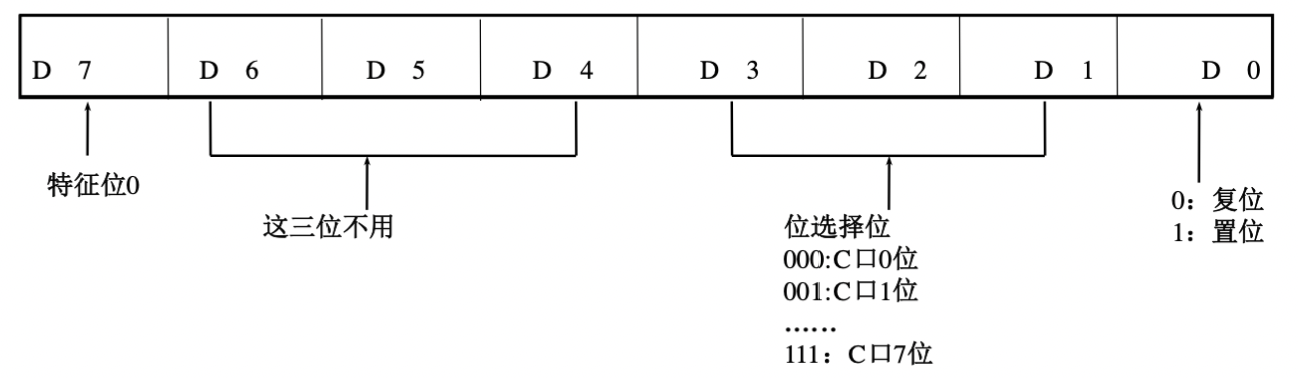 D 7 D 6 D 5 D 4 D 3 D 2 D 1 D 0
特征位0
这三位不用
位选择位
000:C口0位
001:C口1位
……
111：C口7位
0：复位
1：置位